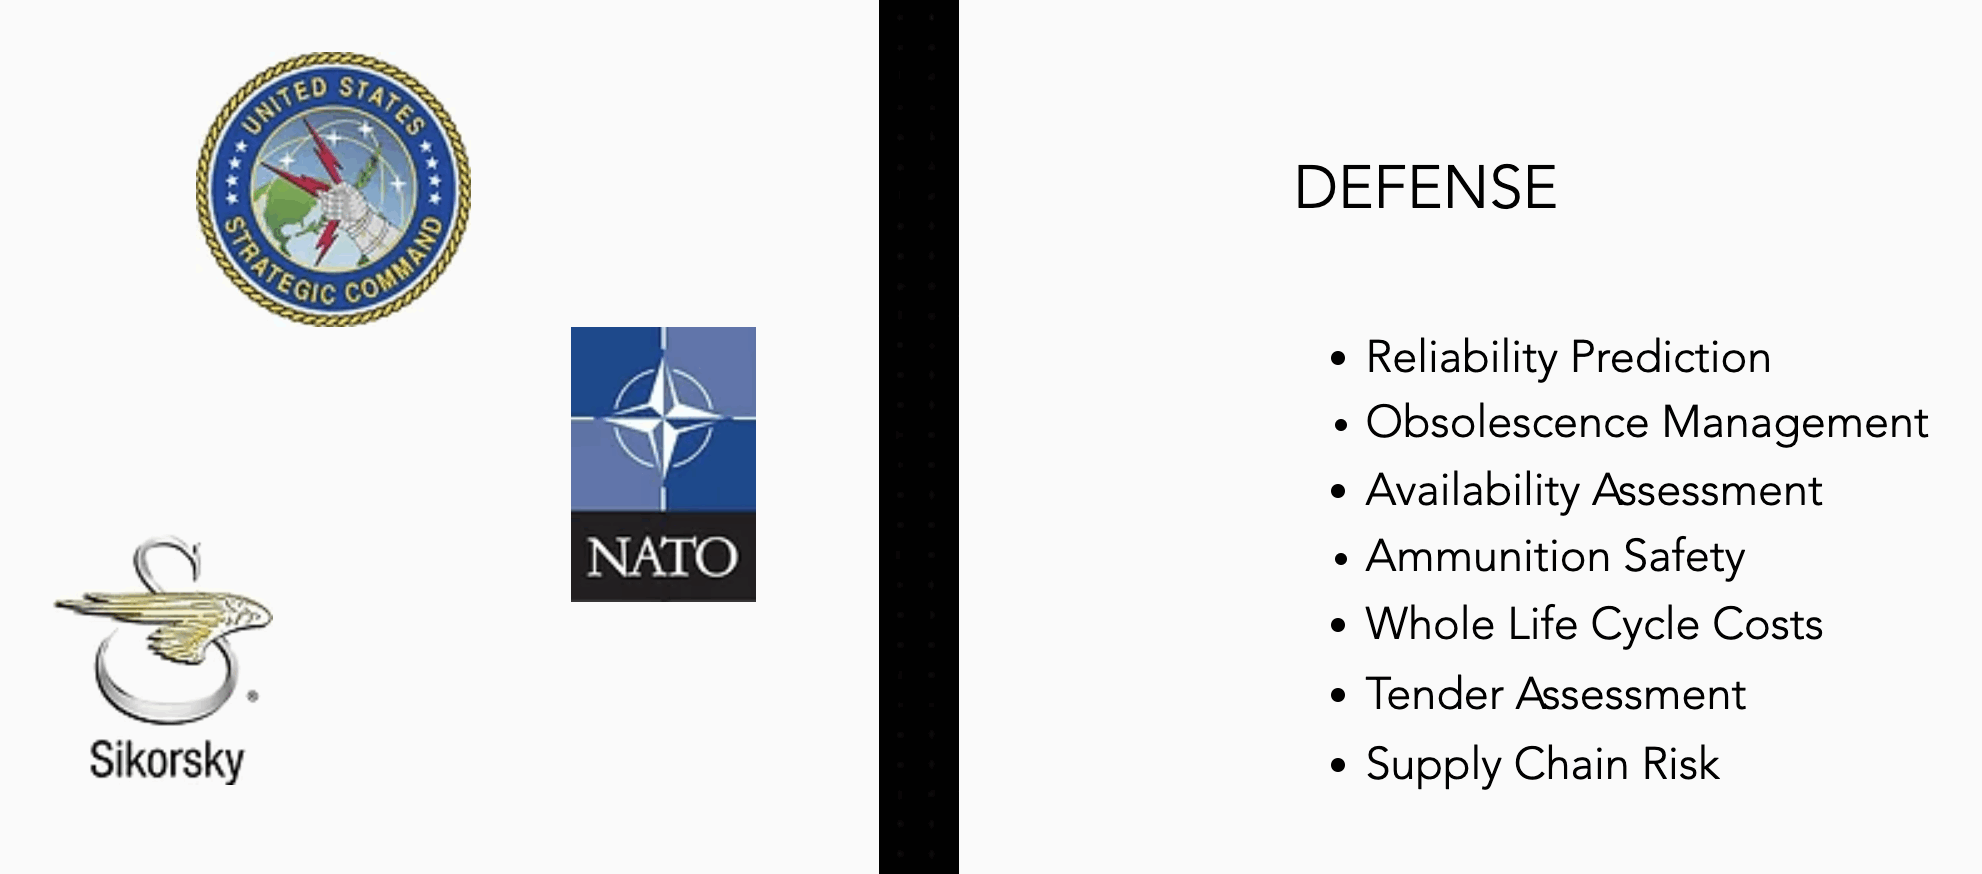 UNITED STATES
STRATEGIC COMMAND
NATO
®
Sikorsky
DEFENSE
• Reliability Prediction
• Obsolescence Management
• Availability Assessment
• Ammunition Safety
• Whole Life Cycle Costs
• Tender Assessment
• Supply Chain Risk